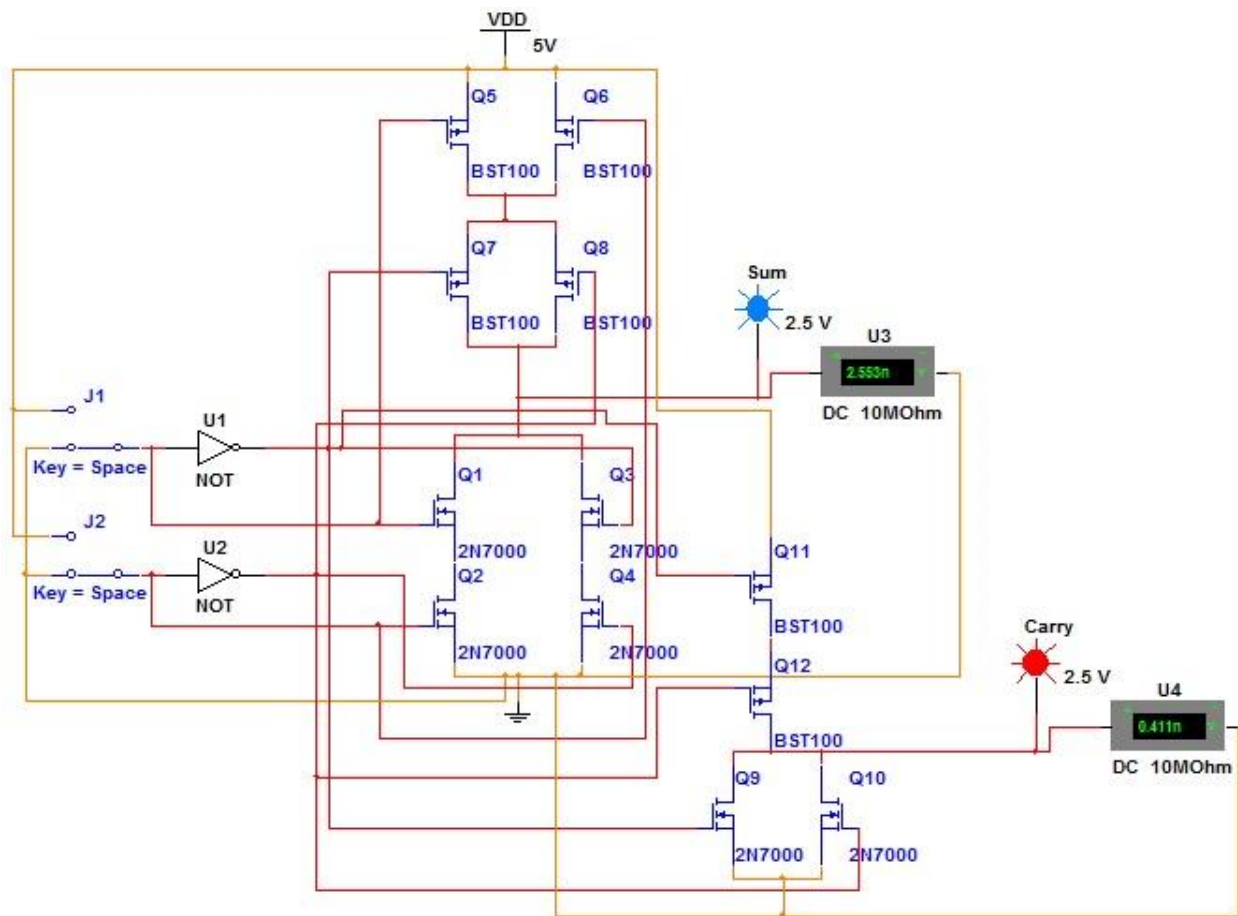 VDD
5V
Q5
Q6
BST100
BST100
Q7
Q8
BST100
BST100
Sum
2.5 V
U3
2.553n
DC 10MOhm
J1
Key = Space
U1
NOT
J2
Key = Space
U2
NOT
Q1
Q3
2N7000
2N7000
Q2
Q4
2N7000
2N7000
Q11
BST100
Q12
BST100
Carry
2.5 V
U4
0.411n
DC 10MOhm
Q9
Q10
2N7000
2N7000